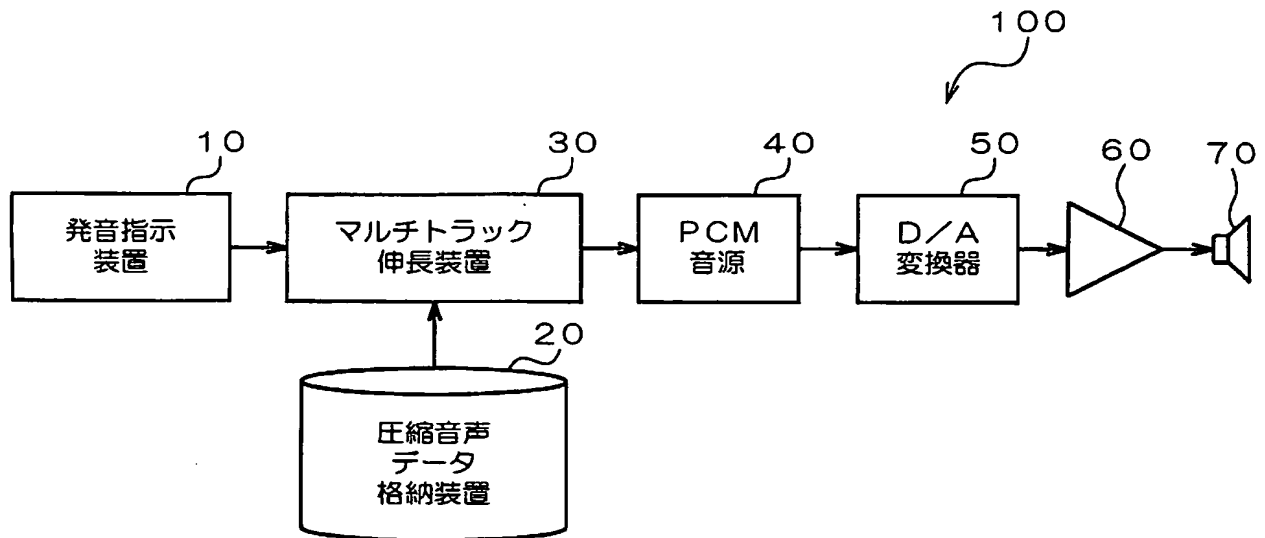 100
10
30
40
50
60
70
発音指示
装置
マルチトラック
伸長装置
PCM
音源
D/A
変換器
20
圧縮音声
データ
格納装置